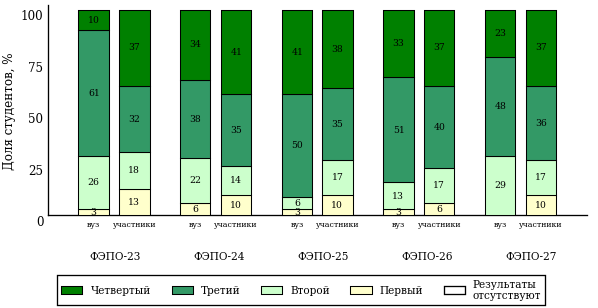 Доля студентов, %
100
75
50
25
0
10 37 34 41 41 38 33 37 23 37
61 32 38 35 50 35 51 40 48 36
26 18 22 14 6 17 13 17 29 17
3 13 6 10 3 10 3 6 10
вуз участники вуз участники вуз участники вуз участники вуз участники
ФЭПО-23 ФЭПО-24 ФЭПО-25 ФЭПО-26 ФЭПО-27
Четвертый Третий Второй Первый Результаты
отсутствуют